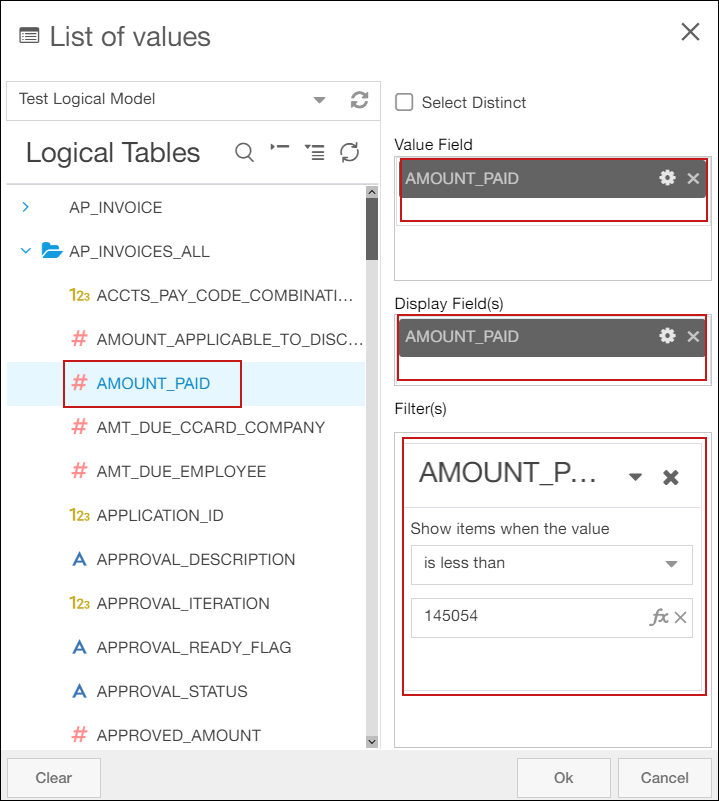 List of values
Test Logical Model
Logical Tables
AP_INVOICE
AP_INVOICES_ALL
123 ACCTS_PAY_CODE_COMBINATI...
# AMOUNT_APPLICABLE_TO_DISC...
# AMOUNT_PAID
# AMT_DUE_CCARD_COMPANY
# AMT_DUE_EMPLOYEE
123 APPLICATION_ID
A APPROVAL_DESCRIPTION
123 APPROVAL_ITERATION
A APPROVAL_READY_FLAG
A APPROVAL_STATUS
# APPROVED_AMOUNT
Select Distinct
Value Field
AMOUNT_PAID
Display Field(s)
AMOUNT_PAID
Filter(s)
AMOUNT_P...
Show items when the value
is less than
145054 fx
Clear
Ok
Cancel